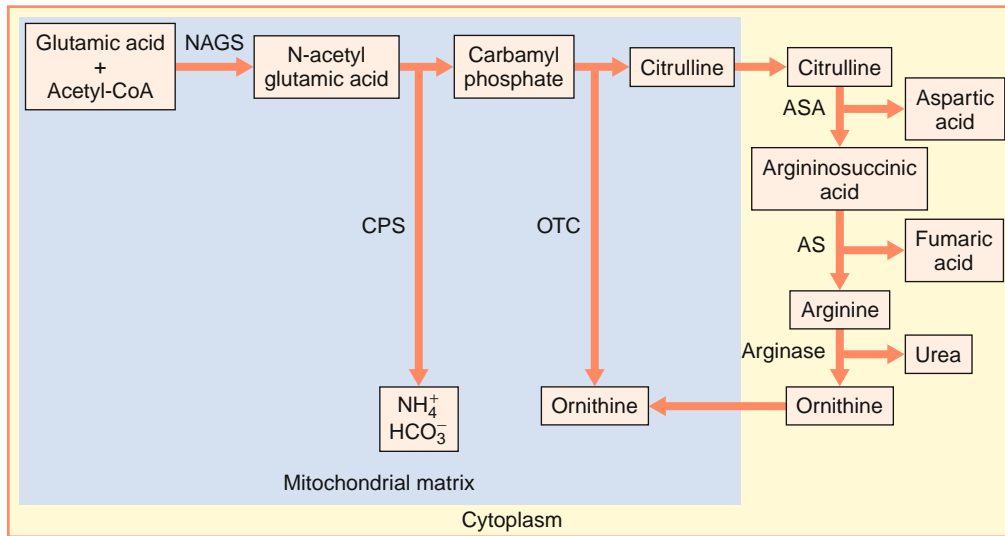 Glutamic acid
+
Acetyl-CoA
NAGS
N-acetyl
glutamic acid
Carbamyl
phosphate
Citrulline
Citrulline
ASA
Aspartic
acid
Argininosuccinic
acid
CPS
OTC
AS
Fumaric
acid
Arginine
Arginase
Urea
NH₄⁺
HCO₃⁻
Ornithine
Ornithine
Mitochondrial matrix
Cytoplasm